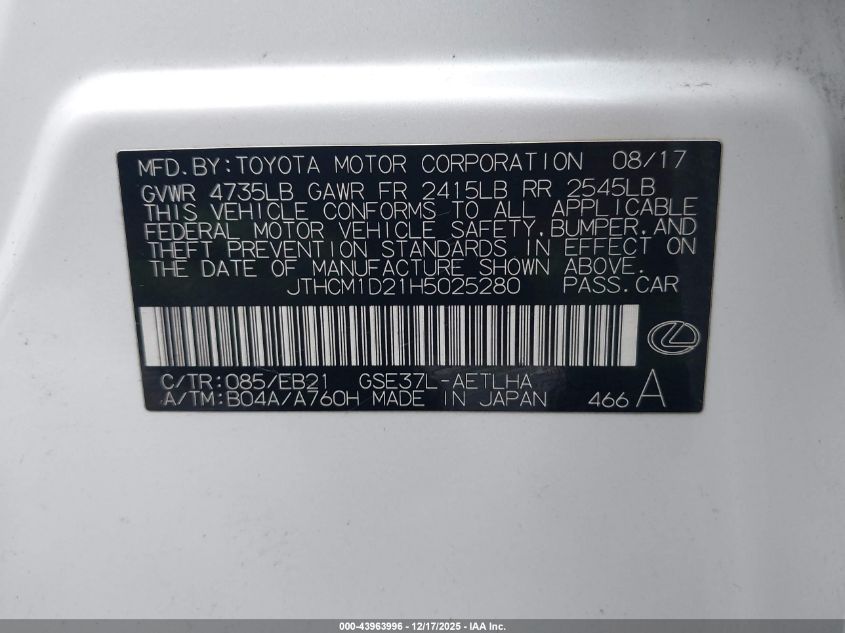 MFD. BY: TOYOTA MOTOR CORPORATION 08/17
GVWR 4735LB GAWR FR 2415LB RR 2545LB
THIS VEHICLE CONFORMS TO ALL APPLICABLE
FEDERAL MOTOR VEHICLE SAFETY, BUMPER, AND
THEFT PREVENTION STANDARDS IN EFFECT ON
THE DATE OF MANUFACTURE SHOWN ABOVE.
JTHCM1D21H5025280 PASS. CAR
C/TR: 085/EB21 GSE37L-AETLHA
A/TM: B04A/A760H MADE IN JAPAN 466 A
000-43963996 - 12/17/2025 - IAA Inc.